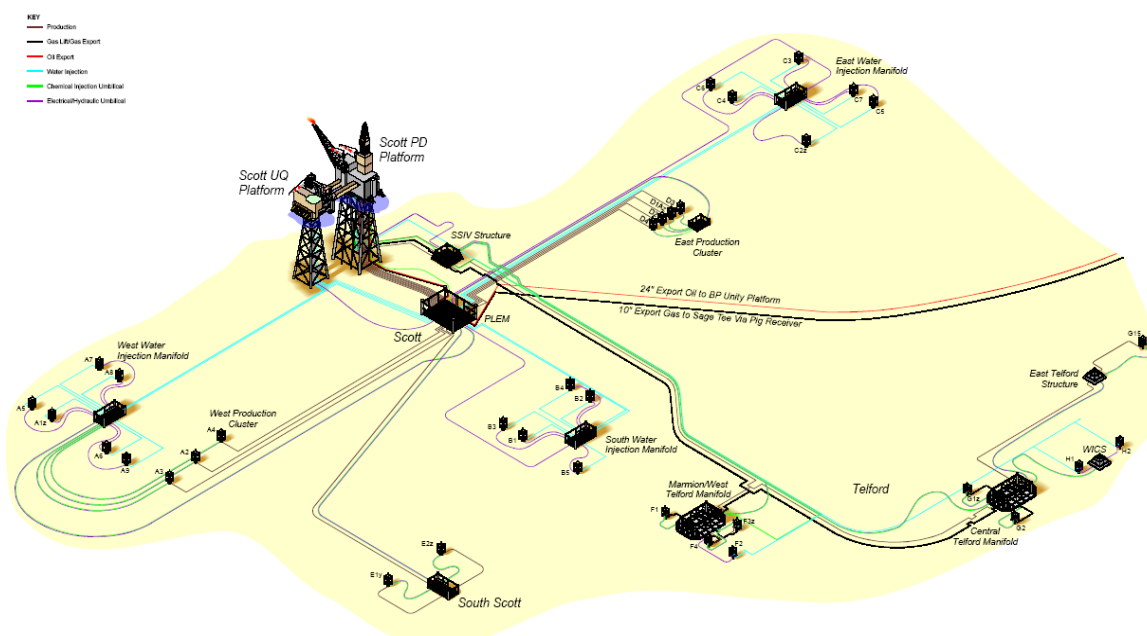 KEY
Production
Gas Lift/Gas Export
Oil Export
Water Injection
Chemical Injection Umbilical
Electrical/Hydraulic Umbilical
Scott PD
Platform
Scott UQ
Platform
C3
East Water
Injection Manifold
C6
C4
C7
C5
C2z
D3
D1A
D4
East Production
Cluster
SSIV Structure
24" Export Oil to BP Unity Platform
10" Export Gas to Sage Tee Via Pig Receiver
PLEM
Scott
G15
East Telford
Structure
West Water
Injection Manifold
A7
A8
A5
A1z
A6
A9
West Production
Cluster
A4
A2
A3
B4
B2
B3
B1
B5
South Water
Injection Manifold
Marmion/West
Telford Manifold
F1
F3z
F4
F2
Telford
H1
H2
WICS
G1z
G2
Central
Telford Manifold
E2z
E1y
South Scott